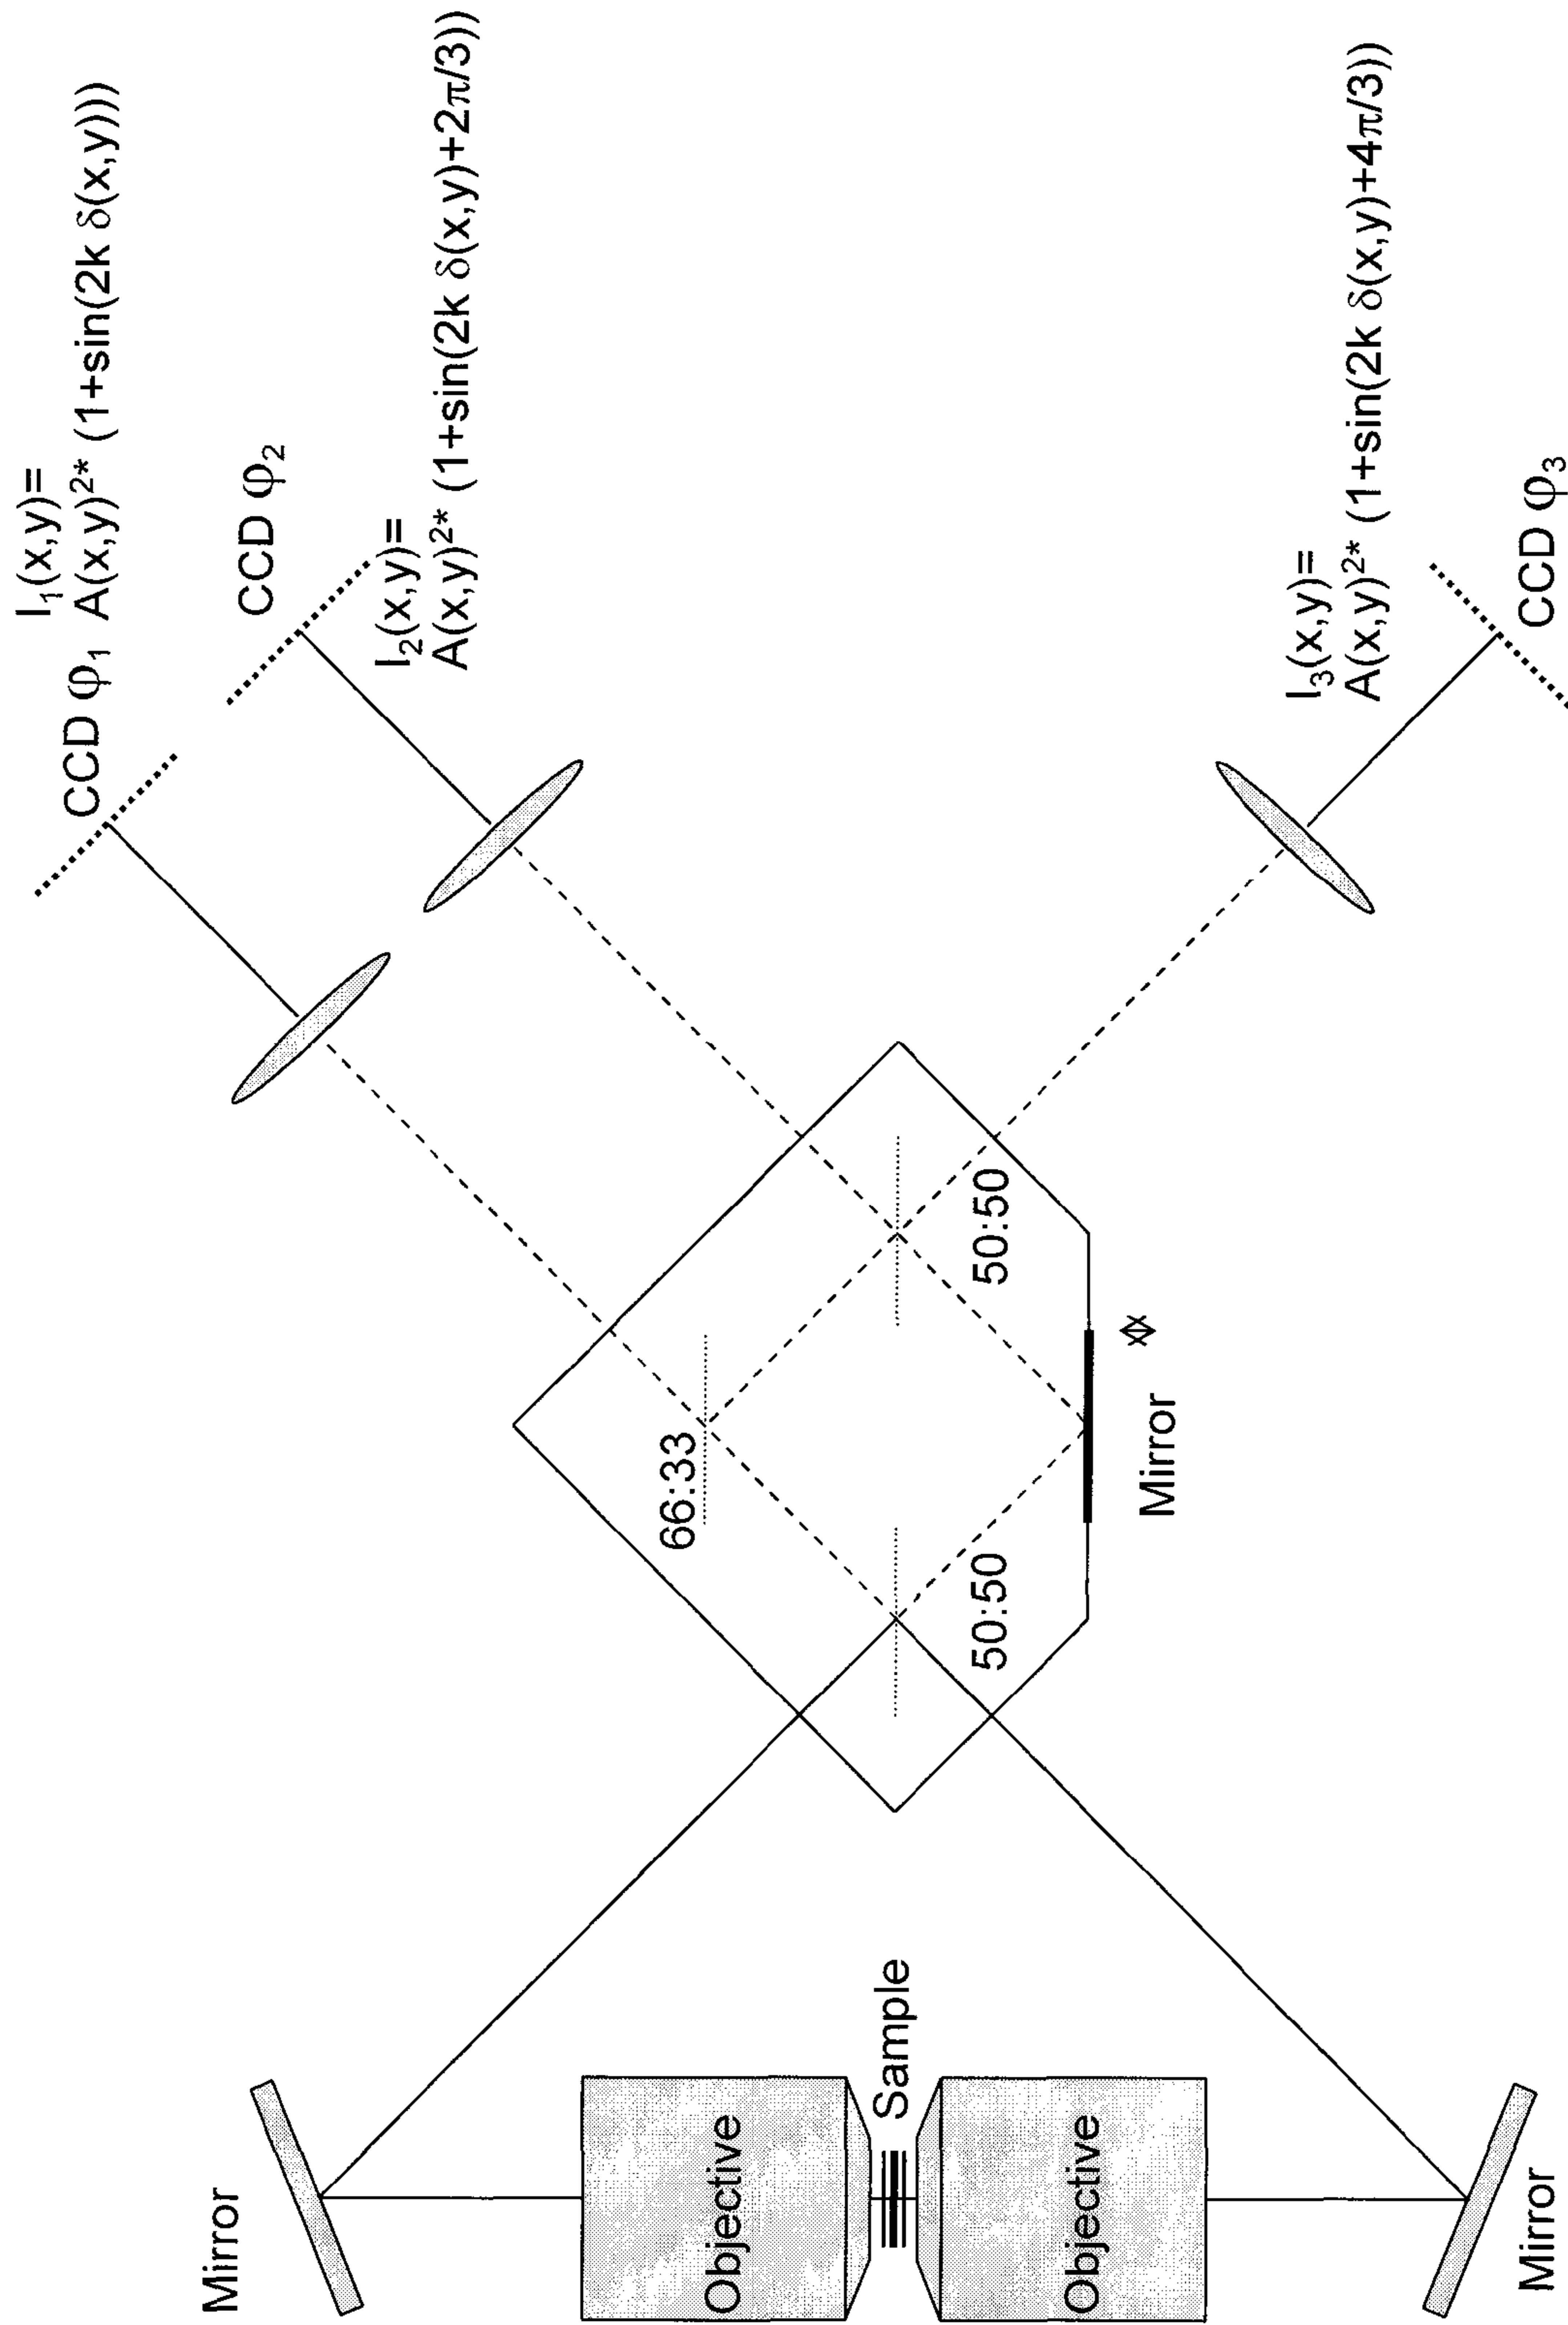 I₁(x,y)=
CCD φ₁ A(x,y)²* (1+sin(2k δ(x,y)))
CCD φ₂
I₂(x,y)=
A(x,y)²* (1+sin(2k δ(x,y)+2π/3))
Mirror
66:33
Objective
Sample
50:50
50:50
Objective
Mirror
I₃(x,y)=
A(x,y)²* (1+sin(2k δ(x,y)+4π/3))
Mirror
CCD φ₃